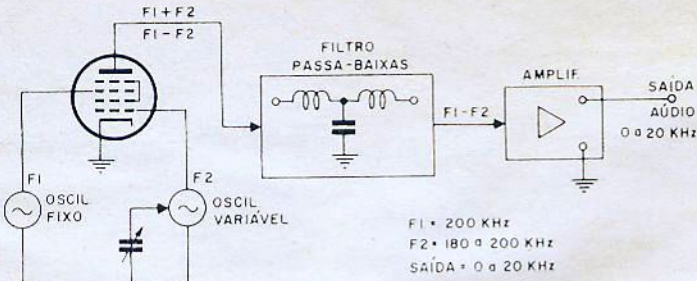 F1+F2
F1-F2
FILTRO
PASSA-BAIXAS
AMPLIF.
SAÍDA
ÁUDIO
0 a 20 KHz
F1-F2
F1
OSCIL
FIXO
F2
OSCIL
VARIÁVEL
F1 = 200 KHz
F2 = 180 a 200 KHz
SAÍDA = 0 a 20 KHz